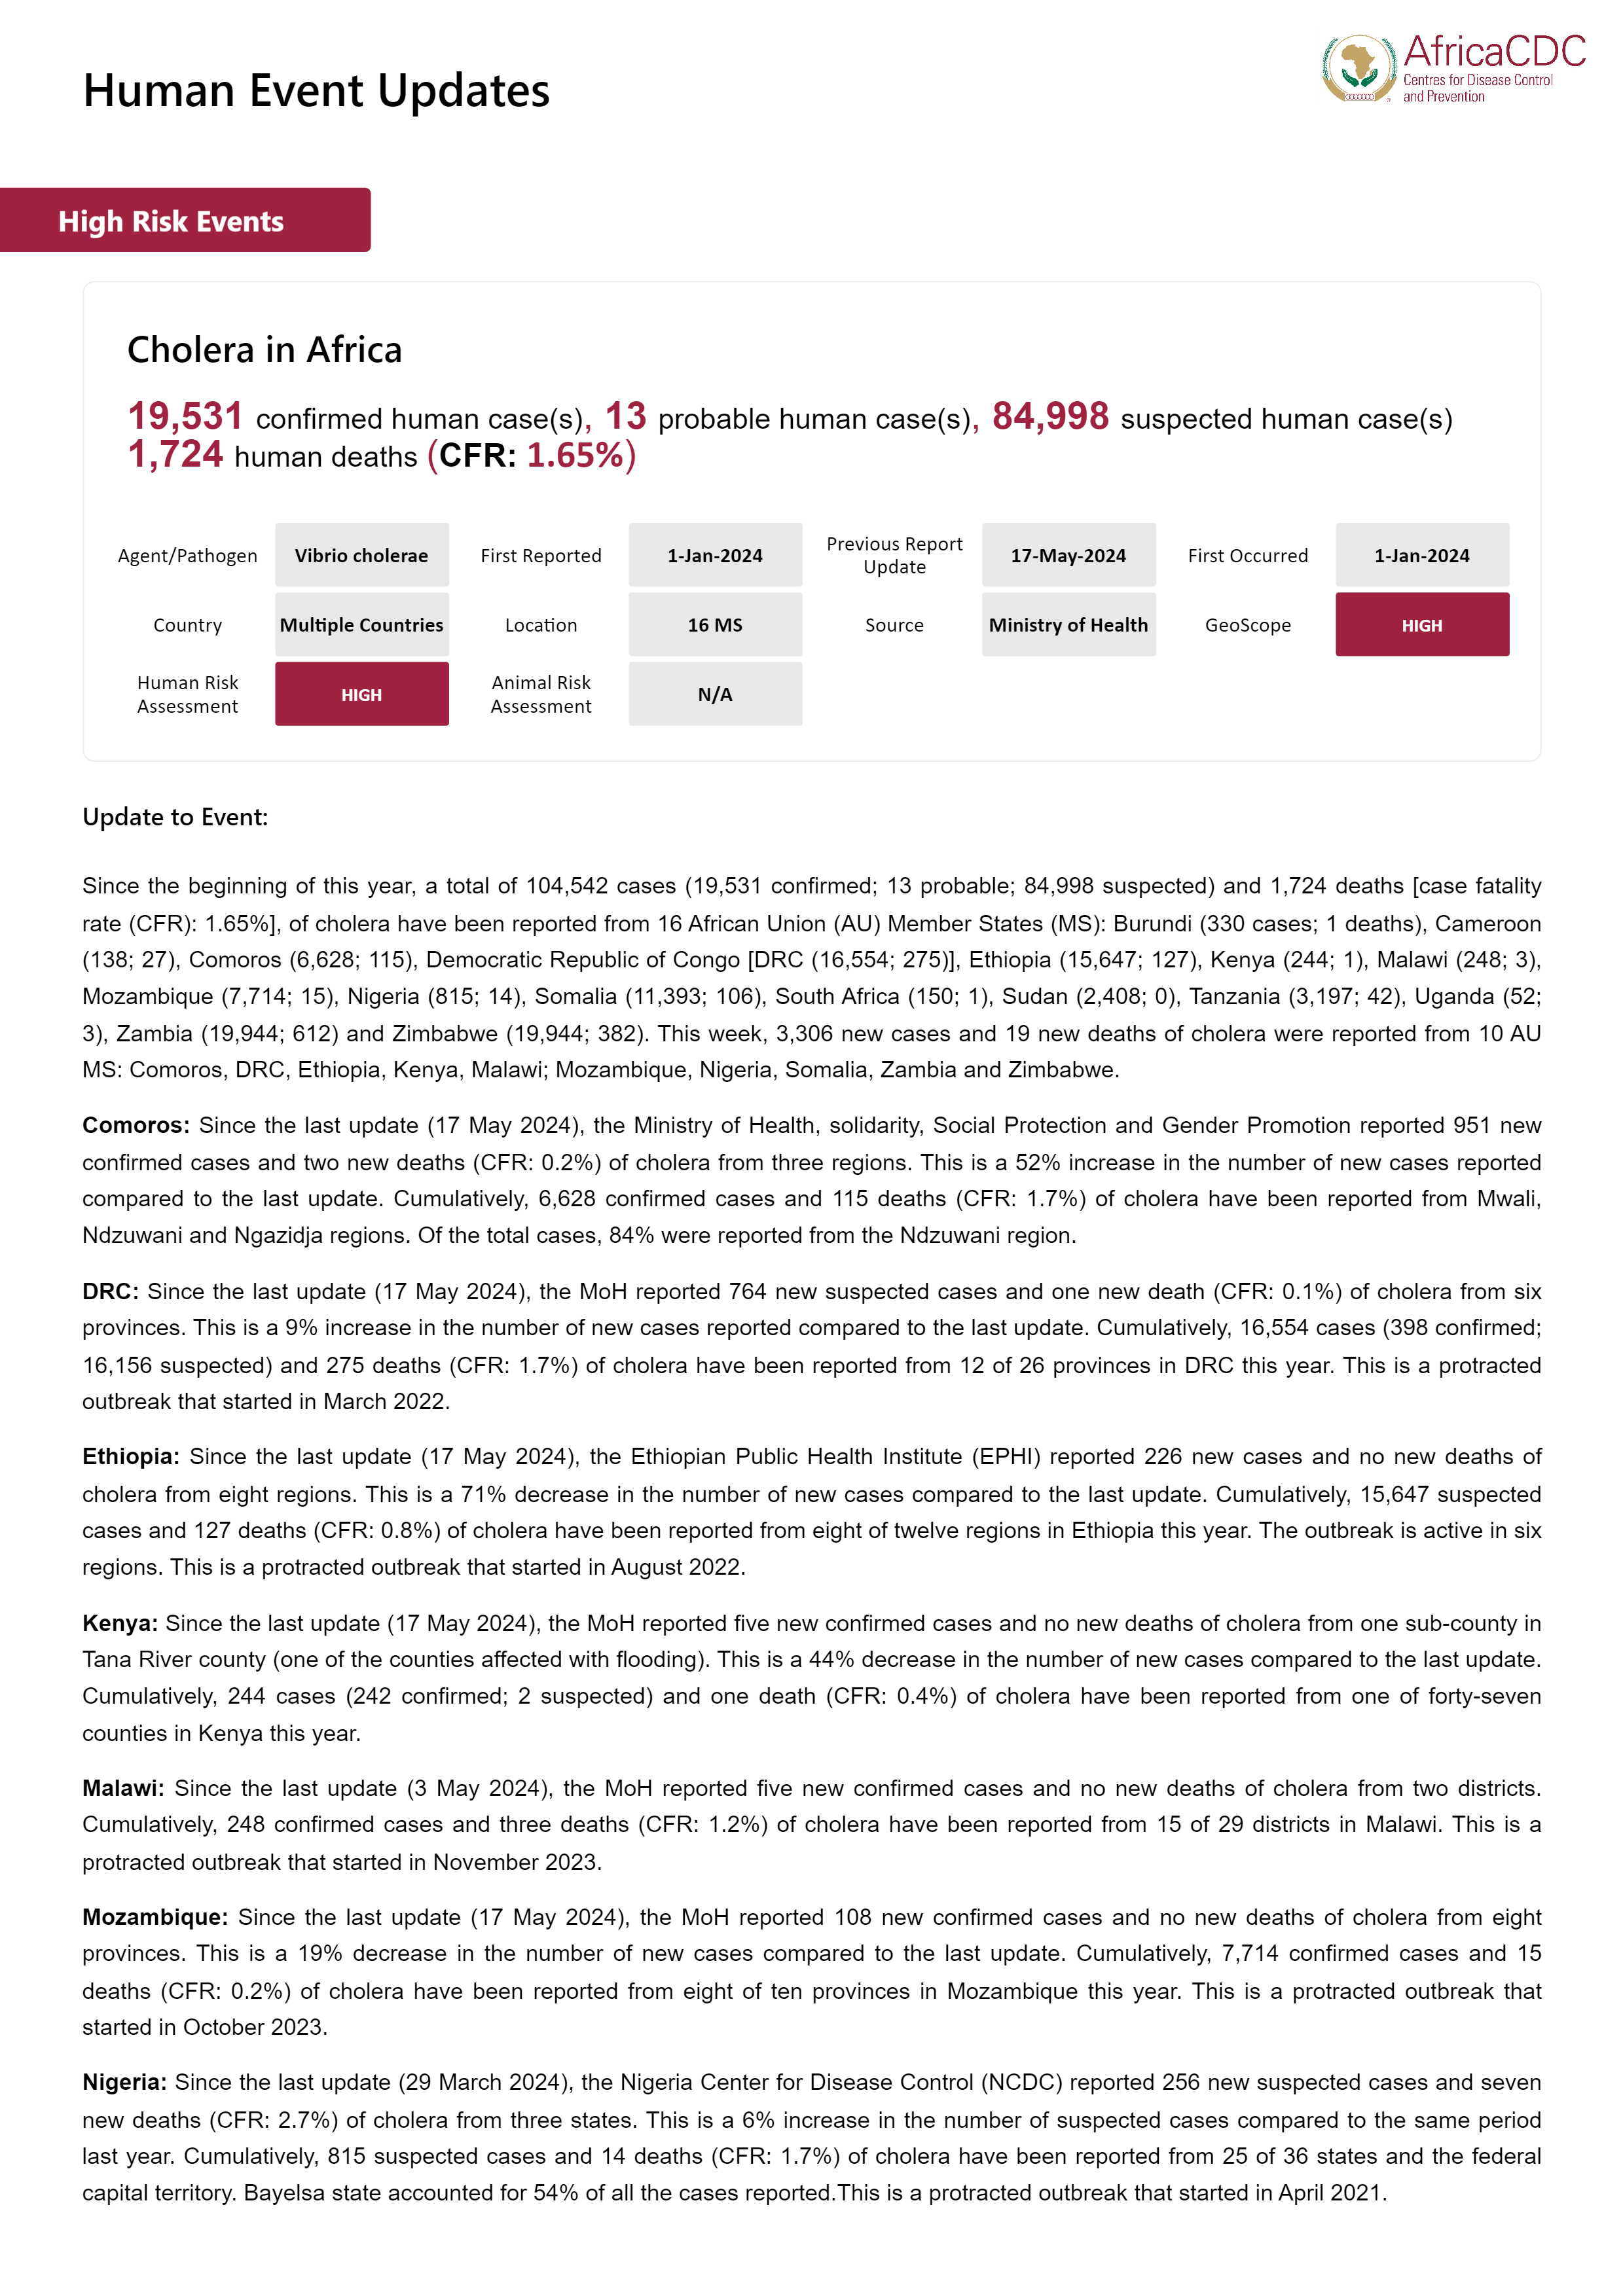 AfricaCDC
Centres for Disease Control
and Prevention
Human Event Updates
High Risk Events
Cholera in Africa
19,531 confirmed human case(s), 13 probable human case(s), 84,998 suspected human case(s)
1,724 human deaths (CFR: 1.65%)
Agent/Pathogen Vibrio cholerae First Reported 1-Jan-2024 Previous Report Update 17-May-2024 First Occurred 1-Jan-2024
Country Multiple Countries Location 16 MS Source Ministry of Health GeoScope HIGH
Human Risk Assessment HIGH Animal Risk Assessment N/A
Update to Event:
Since the beginning of this year, a total of 104,542 cases (19,531 confirmed; 13 probable; 84,998 suspected) and 1,724 deaths [case fatality
rate (CFR): 1.65%], of cholera have been reported from 16 African Union (AU) Member States (MS): Burundi (330 cases; 1 deaths), Cameroon
(138; 27), Comoros (6,628; 115), Democratic Republic of Congo [DRC (16,554; 275)], Ethiopia (15,647; 127), Kenya (244; 1), Malawi (248; 3),
Mozambique (7,714; 15), Nigeria (815; 14), Somalia (11,393; 106), South Africa (150; 1), Sudan (2,408; 0), Tanzania (3,197; 42), Uganda (52;
3), Zambia (19,944; 612) and Zimbabwe (19,944; 382). This week, 3,306 new cases and 19 new deaths of cholera were reported from 10 AU
MS: Comoros, DRC, Ethiopia, Kenya, Malawi; Mozambique, Nigeria, Somalia, Zambia and Zimbabwe.
Comoros: Since the last update (17 May 2024), the Ministry of Health, solidarity, Social Protection and Gender Promotion reported 951 new
confirmed cases and two new deaths (CFR: 0.2%) of cholera from three regions. This is a 52% increase in the number of new cases reported
compared to the last update. Cumulatively, 6,628 confirmed cases and 115 deaths (CFR: 1.7%) of cholera have been reported from Mwali,
Ndzuwani and Ngazidja regions. Of the total cases, 84% were reported from the Ndzuwani region.
DRC: Since the last update (17 May 2024), the MoH reported 764 new suspected cases and one new death (CFR: 0.1%) of cholera from six
provinces. This is a 9% increase in the number of new cases reported compared to the last update. Cumulatively, 16,554 cases (398 confirmed;
16,156 suspected) and 275 deaths (CFR: 1.7%) of cholera have been reported from 12 of 26 provinces in DRC this year. This is a protracted
outbreak that started in March 2022.
Ethiopia: Since the last update (17 May 2024), the Ethiopian Public Health Institute (EPHI) reported 226 new cases and no new deaths of
cholera from eight regions. This is a 71% decrease in the number of new cases compared to the last update. Cumulatively, 15,647 suspected
cases and 127 deaths (CFR: 0.8%) of cholera have been reported from eight of twelve regions in Ethiopia this year. The outbreak is active in six
regions. This is a protracted outbreak that started in August 2022.
Kenya: Since the last update (17 May 2024), the MoH reported five new confirmed cases and no new deaths of cholera from one sub-county in
Tana River county (one of the counties affected with flooding). This is a 44% decrease in the number of new cases compared to the last update.
Cumulatively, 244 cases (242 confirmed; 2 suspected) and one death (CFR: 0.4%) of cholera have been reported from one of forty-seven
counties in Kenya this year.
Malawi: Since the last update (3 May 2024), the MoH reported five new confirmed cases and no new deaths of cholera from two districts.
Cumulatively, 248 confirmed cases and three deaths (CFR: 1.2%) of cholera have been reported from 15 of 29 districts in Malawi. This is a
protracted outbreak that started in November 2023.
Mozambique: Since the last update (17 May 2024), the MoH reported 108 new confirmed cases and no new deaths of cholera from eight
provinces. This is a 19% decrease in the number of new cases compared to the last update. Cumulatively, 7,714 confirmed cases and 15
deaths (CFR: 0.2%) of cholera have been reported from eight of ten provinces in Mozambique this year. This is a protracted outbreak that
started in October 2023.
Nigeria: Since the last update (29 March 2024), the Nigeria Center for Disease Control (NCDC) reported 256 new suspected cases and seven
new deaths (CFR: 2.7%) of cholera from three states. This is a 6% increase in the number of suspected cases compared to the same period
last year. Cumulatively, 815 suspected cases and 14 deaths (CFR: 1.7%) of cholera have been reported from 25 of 36 states and the federal
capital territory. Bayelsa state accounted for 54% of all the cases reported.This is a protracted outbreak that started in April 2021.